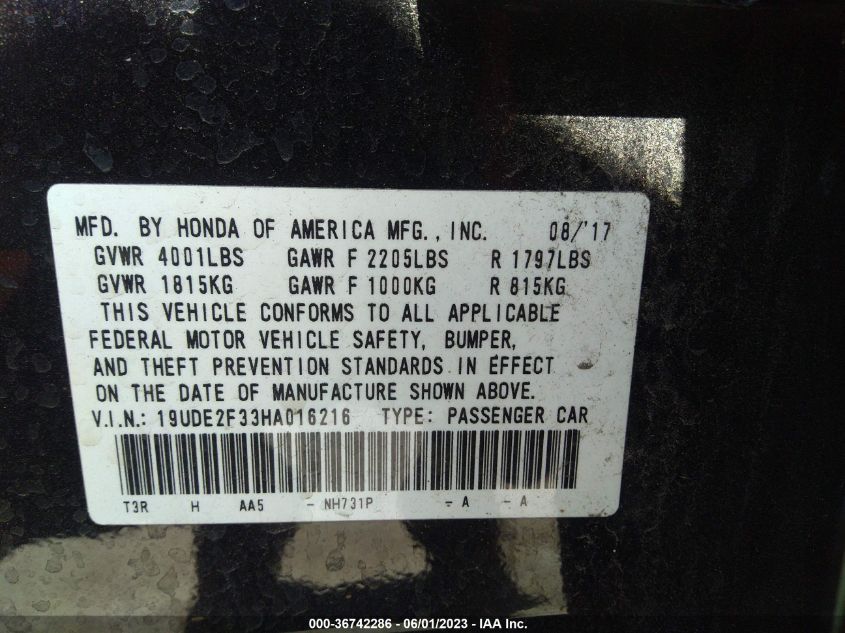 MFD. BY HONDA OF AMERICA MFG., INC. 08/'17
GVWR 4001LBS GAWR F 2205LBS R 1797LBS
GVWR 1815KG GAWR F 1000KG R 815KG
THIS VEHICLE CONFORMS TO ALL APPLICABLE
FEDERAL MOTOR VEHICLE SAFETY, BUMPER,
AND THEFT PREVENTION STANDARDS IN EFFECT
ON THE DATE OF MANUFACTURE SHOWN ABOVE.
V.I.N.: 19UDE2F33HA016216 TYPE: PASSENGER CAR
T3R H AA5 - NH731P - A - A
000-36742286 - 06/01/2023 - IAA Inc.